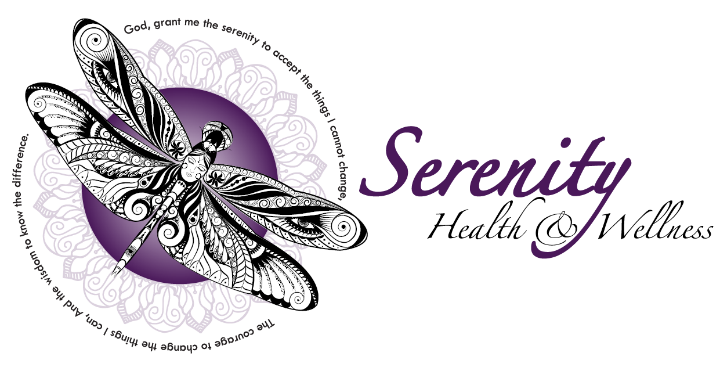 God, grant me the serenity to accept the things I cannot change,
The courage to change the things I can, And the wisdom to know the difference.
Serenity
Health & Wellness